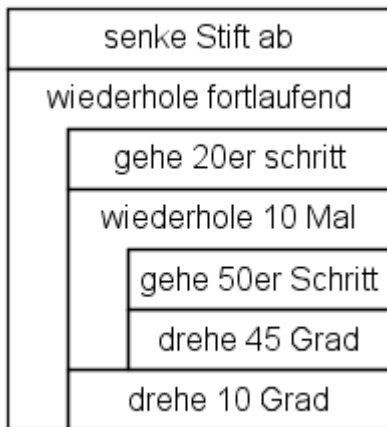 senke Stift ab
wiederhole fortlaufend
gehe 20er schritt
wiederhole 10 Mal
gehe 50er Schritt
drehe 45 Grad
drehe 10 Grad